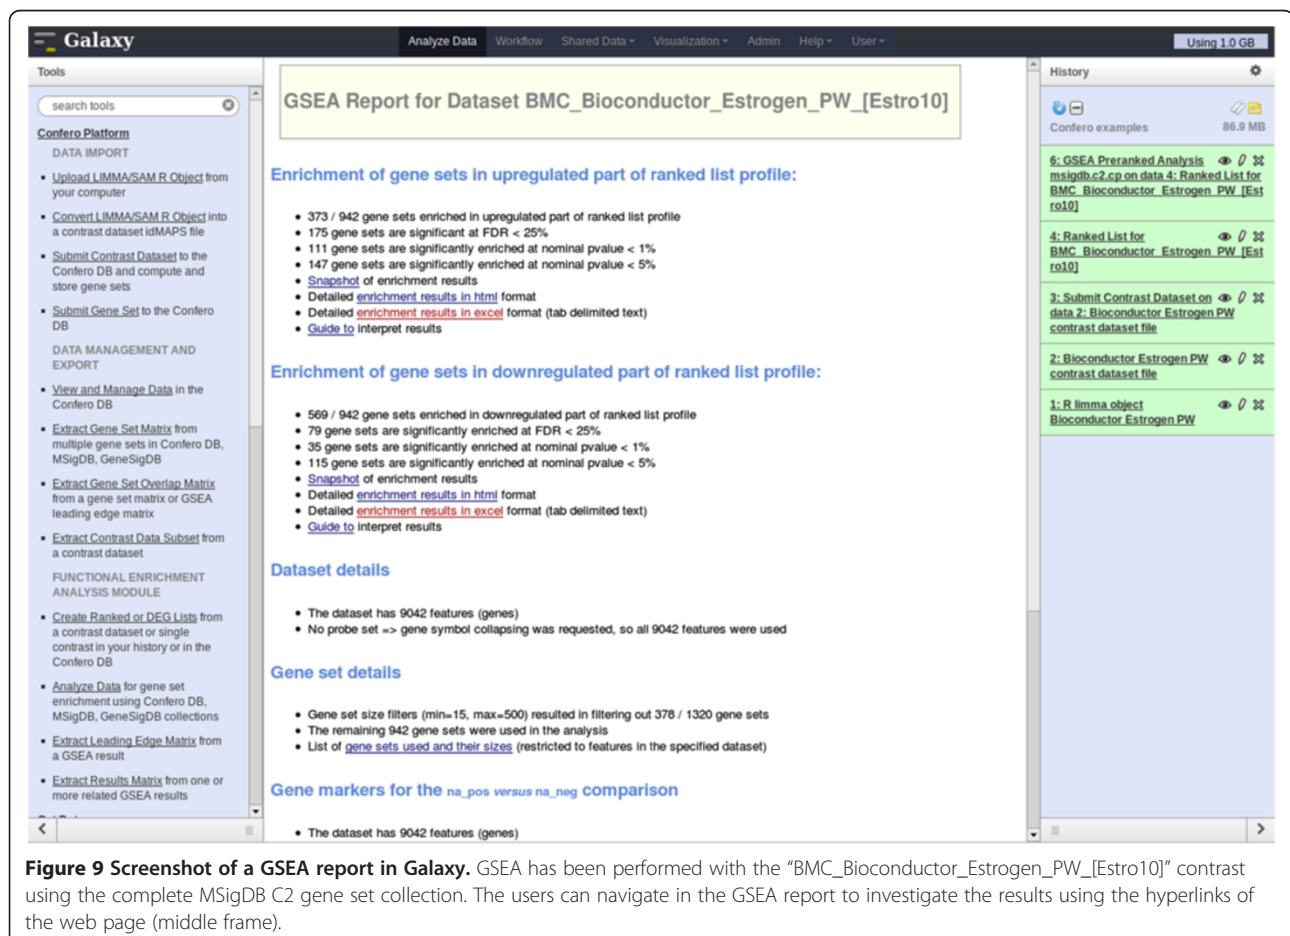 Galaxy
Analyze Data Workflow Shared Data Visualization Admin Help User
Using 1.0 GB
Tools
search tools
Confero Platform
DATA IMPORT
Upload LIMMA/SAM R Object from
your computer
Convert LIMMA/SAM R Object into
a contrast dataset idMAPS file
Submit Contrast Dataset to the
Confero DB and compute and
store gene sets
Submit Gene Set to the Confero
DB
DATA MANAGEMENT AND
EXPORT
View and Manage Data in the
Confero DB
Extract Gene Set Matrix from
multiple gene sets in Confero DB,
MSigDB, GeneSigDB
Extract Gene Set Overlap Matrix
from a gene set matrix or GSEA
leading edge matrix
Extract Contrast Data Subset from
a contrast dataset
FUNCTIONAL ENRICHMENT
ANALYSIS MODULE
Create Ranked or DEG Lists from
a contrast dataset or single
contrast in your history or in the
Confero DB
Analyze Data for gene set
enrichment using Confero DB,
MSigDB, GeneSigDB collections
Extract Leading Edge Matrix from
a GSEA result
Extract Results Matrix from one or
more related GSEA results
GSEA Report for Dataset BMC_Bioconductor_Estrogen_PW_[Estro10]
Enrichment of gene sets in upregulated part of ranked list profile:
• 373 / 942 gene sets enriched in upregulated part of ranked list profile
• 175 gene sets are significant at FDR < 25%
• 111 gene sets are significantly enriched at nominal pvalue < 1%
• 147 gene sets are significantly enriched at nominal pvalue < 5%
• Snapshot of enrichment results
• Detailed enrichment results in html format
• Detailed enrichment results in excel format (tab delimited text)
• Guide to interpret results
Enrichment of gene sets in downregulated part of ranked list profile:
• 569 / 942 gene sets enriched in downregulated part of ranked list profile
• 79 gene sets are significantly enriched at FDR < 25%
• 35 gene sets are significantly enriched at nominal pvalue < 1%
• 115 gene sets are significantly enriched at nominal pvalue < 5%
• Snapshot of enrichment results
• Detailed enrichment results in html format
• Detailed enrichment results in excel format (tab delimited text)
• Guide to interpret results
Dataset details
• The dataset has 9042 features (genes)
• No probe set => gene symbol collapsing was requested, so all 9042 features were used
Gene set details
• Gene set size filters (min=15, max=500) resulted in filtering out 378 / 1320 gene sets
• The remaining 942 gene sets were used in the analysis
• List of gene sets used and their sizes (restricted to features in the specified dataset)
Gene markers for the na_pos versus na_neg comparison
• The dataset has 9042 features (genes)
History
Confero examples 86.9 MB
6: GSEA Preranked Analysis
msigdb.c2.cp on data 4: Ranked List for
BMC_Bioconductor_Estrogen_PW_[Est
ro10]
4: Ranked List for
BMC_Bioconductor_Estrogen_PW_[Est
ro10]
3: Submit Contrast Dataset on
data 2: Bioconductor Estrogen PW
contrast dataset file
2: Bioconductor Estrogen PW
contrast dataset file
1: R limma object
Bioconductor Estrogen PW
Figure 9 Screenshot of a GSEA report in Galaxy. GSEA has been performed with the “BMC_Bioconductor_Estrogen_PW_[Estro10]” contrast
using the complete MSigDB C2 gene set collection. The users can navigate in the GSEA report to investigate the results using the hyperlinks of
the web page (middle frame).